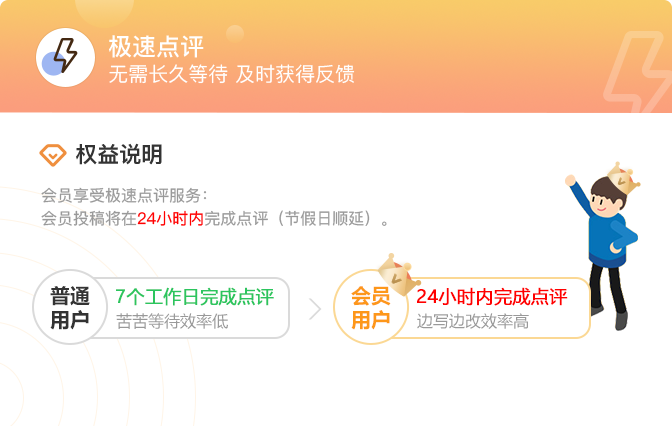 极速点评
无需长久等待 及时获得反馈
权益说明
会员享受极速点评服务：
会员投稿将在24小时内完成点评（节假日顺延）。
普通
用户
7个工作日完成点评
苦苦等待效率低
会员
用户
24小时内完成点评
边写边改效率高